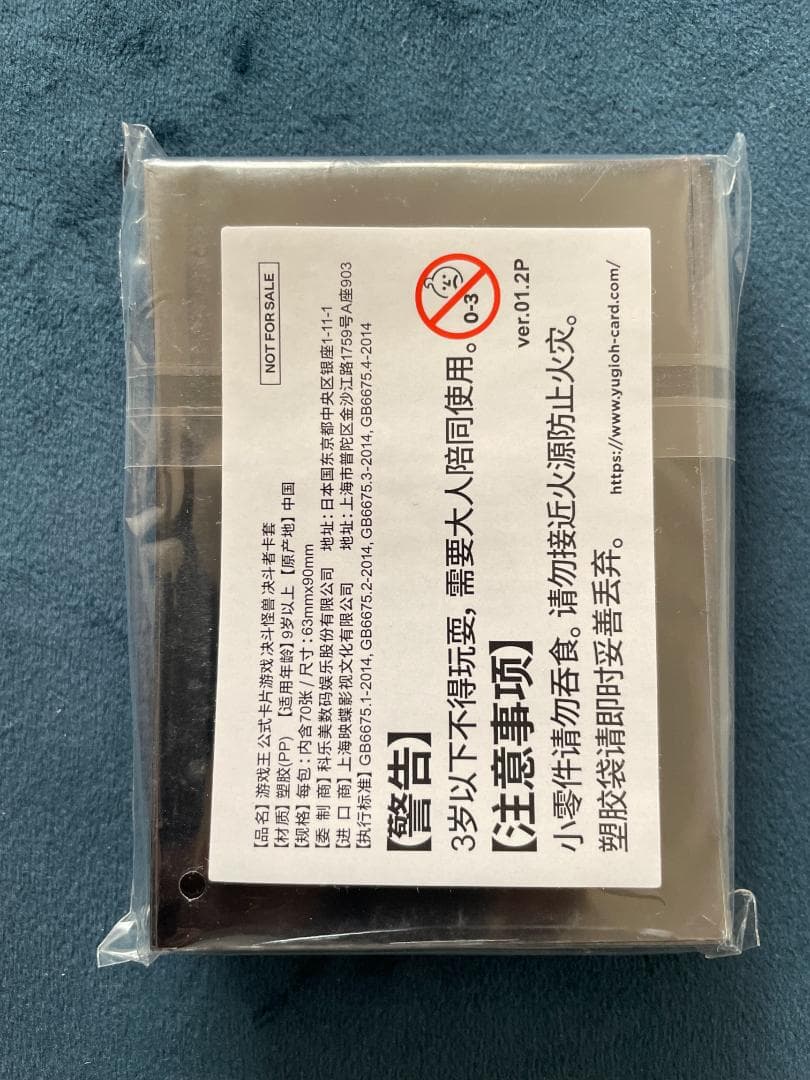 【品名】游戏王 公式卡片游戏 决斗怪兽 决斗者卡套
NOT FOR SALE
【材质】塑胶(PP) 【适用年龄】9岁以上 【原产地】中国
【规格】每包:内含70张 / 尺寸:63mmx90mm
【委 制 商】科乐美数码娱乐股份有限公司 地址:日本国东京都中央区银座1-11-1
【进 口 商】上海映蝶影视文化有限公司 地址:上海市普陀区金沙江路1759号A座903
【执行标准】GB6675.1-2014, GB6675.2-2014, GB6675.3-2014, GB6675.4-2014
【警告】
3岁以下不得玩耍,需要大人陪同使用。
0-3
【注意事项】
ver.01.2P
小零件请勿吞食。请勿接近火源防止火灾。
塑胶袋请即时妥善丢弃。
https://www.yugioh-card.com/